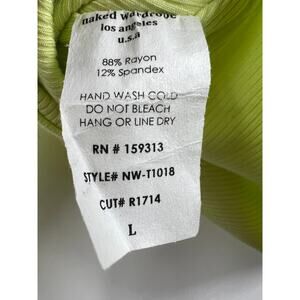 naked wardrobe
los angeles
u.s.a
88% Rayon
12% Spandex
HAND WASH COLD
DO NOT BLEACH
HANG OR LINE DRY
RN # 159313
STYLE# NW-T1018
CUT# R1714
L